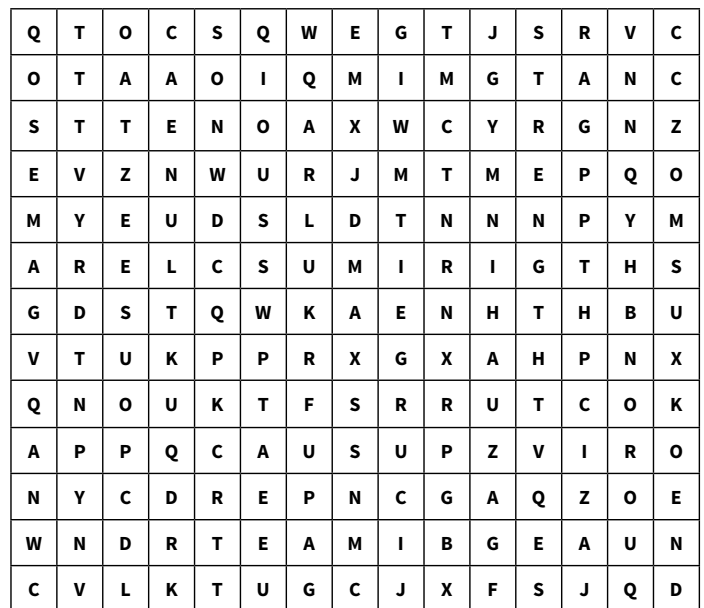 Q T O C S Q W E G T J S R V C
O T A A O I Q M I M G T A N C
S T T E N O A X W C Y R G N Z
E V Z N W U R J M T M E P Q O
M Y E U D S L D T N N N P Y M
A R E L C S U M I R I G T H S
G D S T Q W K A E N H T H B U
V T U K P P R X G X A H P N X
Q N O U K T F S R R U T C O K
A P P Q C A U S U P Z V I R O
N Y C D R E P N C G A Q Z O E
W N D R T E A M I B G E A U N
C V L K T U G C J X F S J Q D